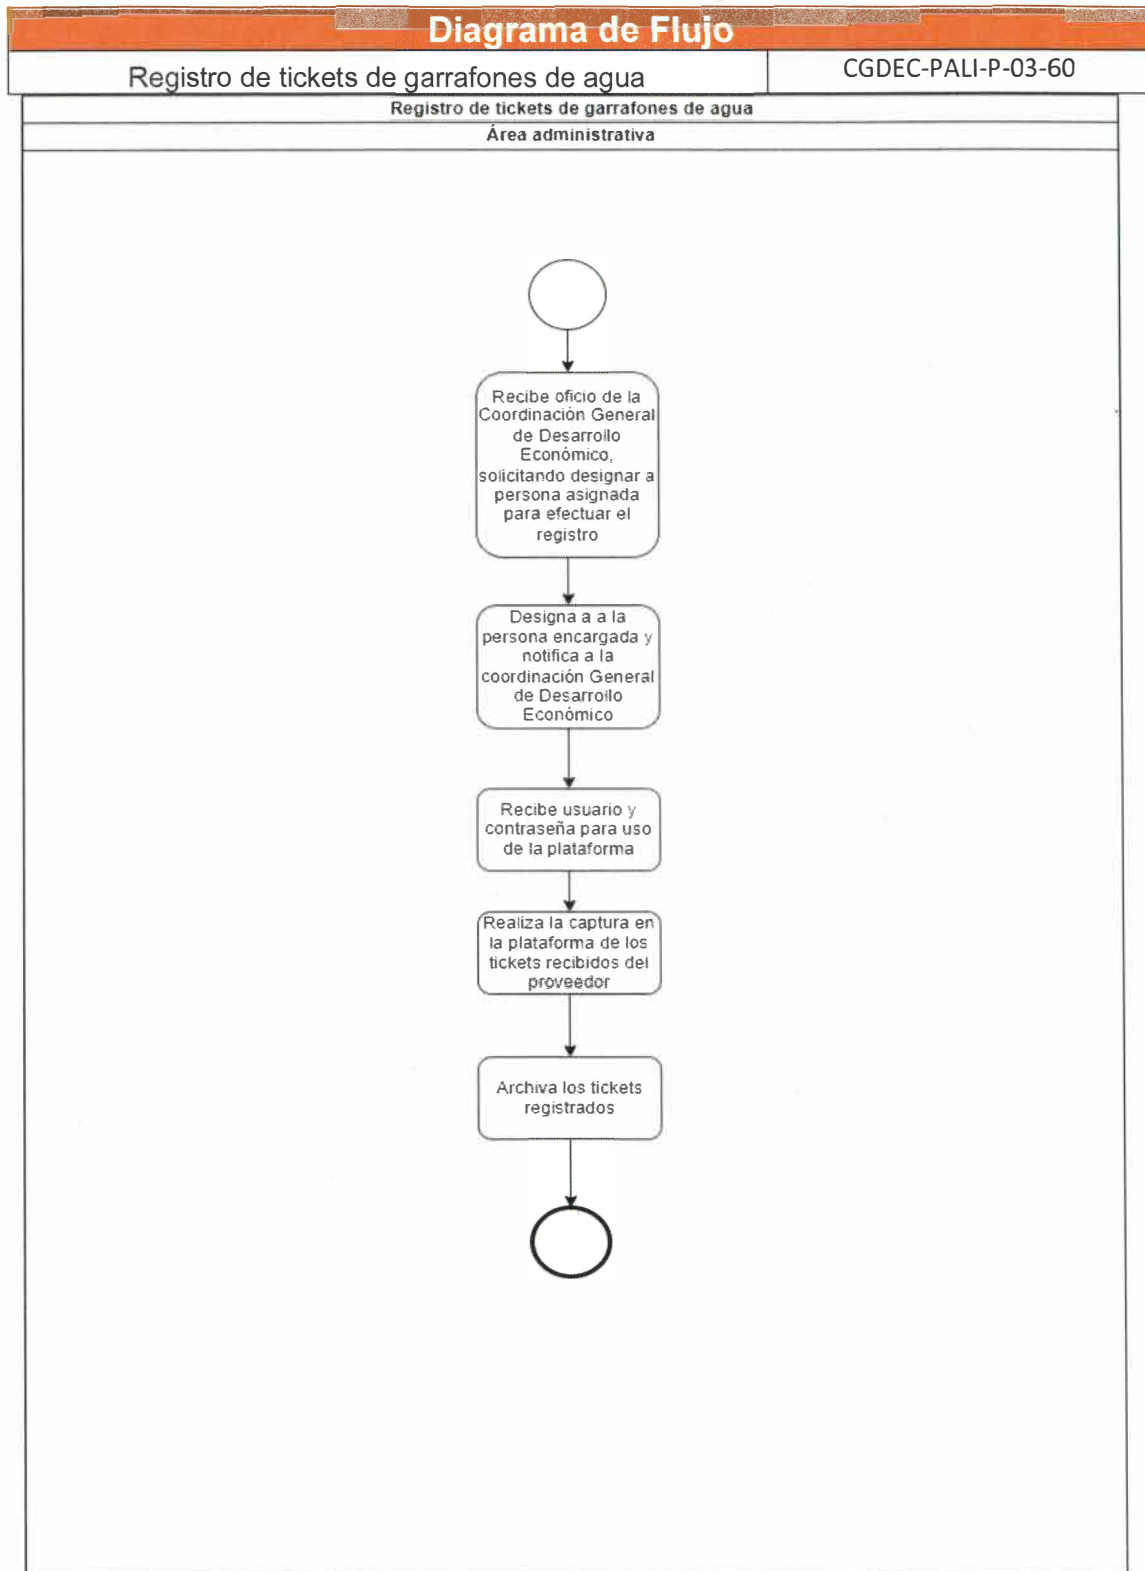 Diagrama de Flujo
Registro de tickets de garrafones de agua
CGDEC-PALI-P-03-60
Registro de tickets de garrafones de agua
Área administrativa
Recibe oficio de la
Coordinación General
de Desarrollo
Económico,
solicitando designar a
persona asignada
para efectuar el
registro
Designa a a la
persona encargada y
notifica a la
coordinación General
de Desarrollo
Económico
Recibe usuario y
contraseña para uso
de la plataforma
Realiza la captura en
la plataforma de los
tickets recibidos del
proveedor
Archiva los tickets
registrados